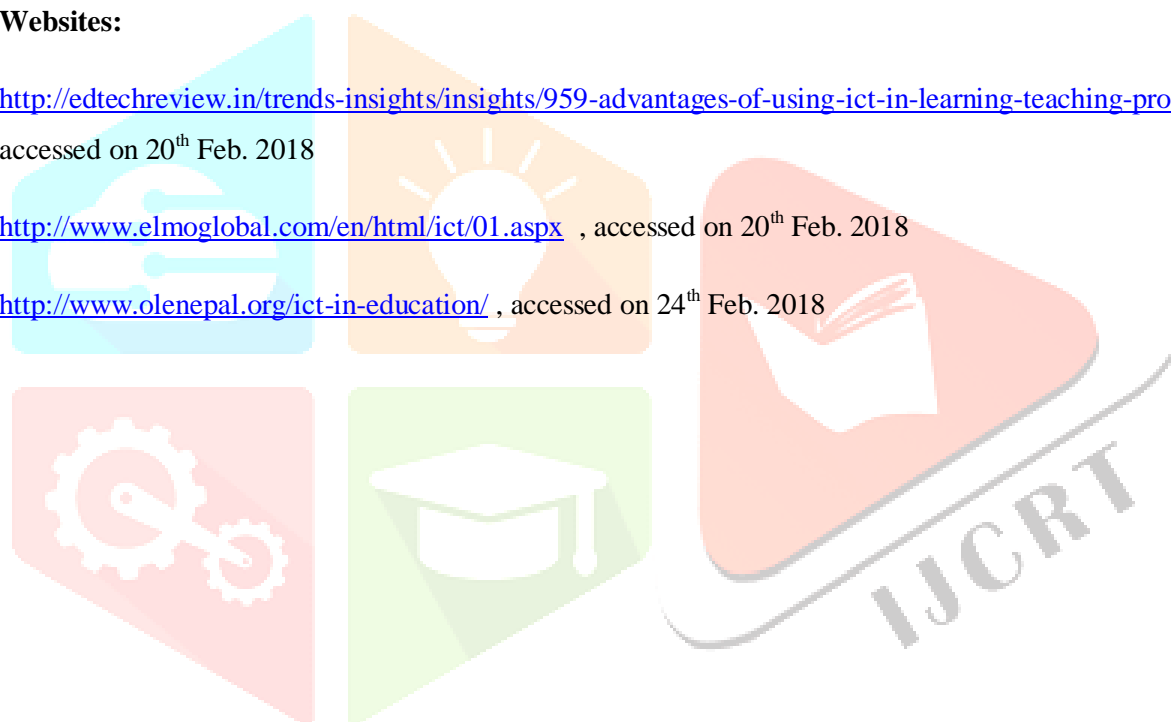 Websites:
http://edtechreview.in/trends-insights/insights/959-advantages-of-using-ict-in-learning-teaching-pro
accessed on 20th Feb. 2018
http://www.elmoglobal.com/en/html/ict/01.aspx , accessed on 20th Feb. 2018
http://www.olenepal.org/ict-in-education/ , accessed on 24th Feb. 2018
IJCRT